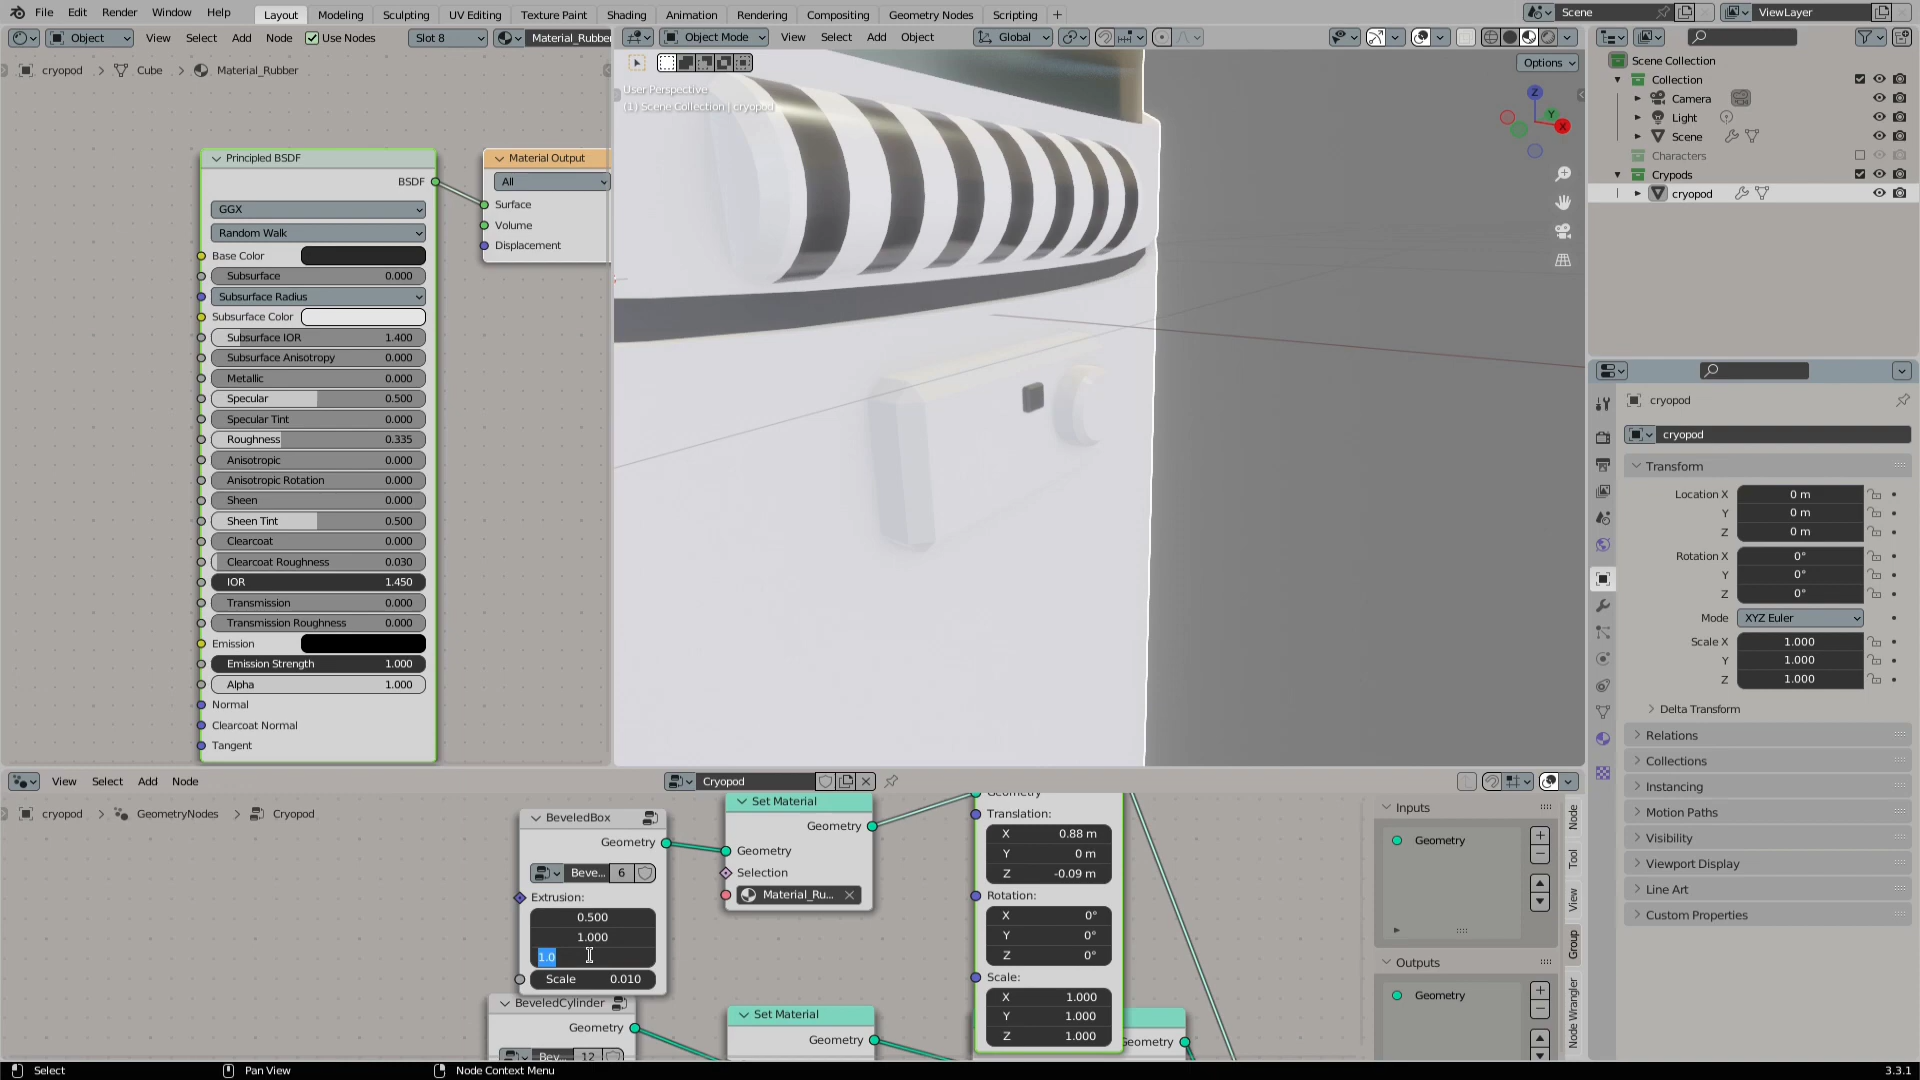 File Edit Render Window Help Layout Modeling Sculpting UV Editing Texture Paint Shading Animation Rendering Compositing Geometry Nodes Scripting + Scene ViewLayer
Object View Select Add Object Node Use Nodes Slot 8 Material_Rubber
Object Mode View Select Add Object Global
cryopod > Cube > Material_Rubber
Options
User Perspective
(1) Scene Collection | cryopod
Z
Y
X
Principled BSDF
BSDF
GGX
Random Walk
Base Color
Subsurface 0.000
Subsurface Radius
Subsurface Color
Subsurface IOR 1.400
Subsurface Anisotropy 0.000
Metallic 0.000
Specular 0.500
Specular Tint 0.000
Roughness 0.335
Anisotropic 0.000
Anisotropic Rotation 0.000
Sheen 0.000
Sheen Tint 0.500
Clearcoat 0.000
Clearcoat Roughness 0.030
IOR 1.450
Transmission 0.000
Transmission Roughness 0.000
Emission
Emission Strength 1.000
Alpha 1.000
Normal
Clearcoat Normal
Tangent
Material Output
All
Surface
Volume
Displacement
Scene Collection
Collection
Camera
Light
Scene
Characters
Crypods
cryopod
cryopod
cryopod
Transform
Location X 0 m
Y 0 m
Z 0 m
Rotation X 0°
Y 0°
Z 0°
Mode XYZ Euler
Scale X 1.000
Y 1.000
Z 1.000
Delta Transform
Relations
Collections
Instancing
Motion Paths
Visibility
Viewport Display
Line Art
Custom Properties
View Select Add Node Cryopod
cryopod > GeometryNodes > Cryopod
BeveledBox
Geometry
Beve... 6
Extrusion:
0.500
1.000
1.0
Scale 0.010
BeveledCylinder
Geometry
Bev... 12
Set Material
Geometry
Geometry
Selection
Material_Ru...
Set Material
Geometry
Geometry
Translation:
X 0.88 m
Y 0 m
Z -0.09 m
Rotation:
X 0°
Y 0°
Z 0°
Scale:
X 1.000
Y 1.000
Z 1.000
Geometry
Inputs
Geometry
Outputs
Geometry
Node
Tool
View
Group
Node Wrangler
Select Pan View Node Context Menu 3.3.1